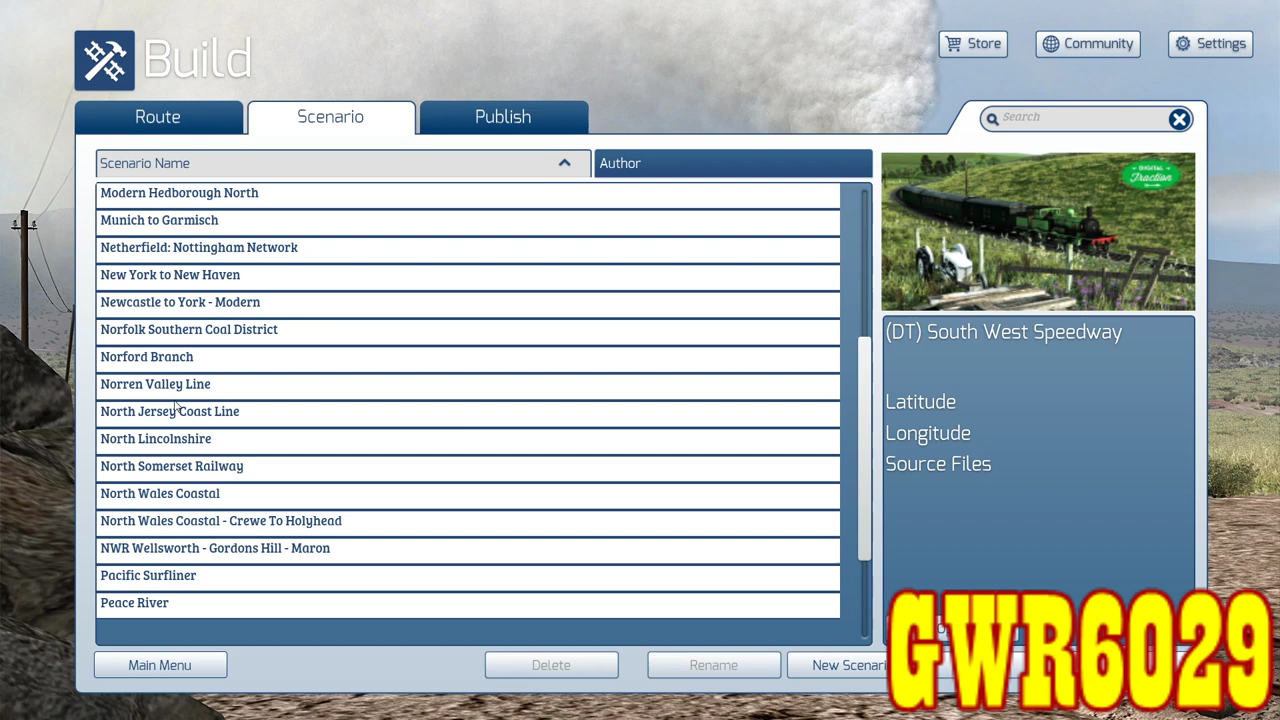 Build
Store
Community
Settings
Route
Scenario
Publish
Search
Scenario Name
Author
DIGITAL
Traction
Modern Hedborough North
Munich to Garmisch
Netherfield: Nottingham Network
New York to New Haven
Newcastle to York - Modern
Norfolk Southern Coal District
Norford Branch
Norren Valley Line
North Jersey Coast Line
North Lincolnshire
North Somerset Railway
North Wales Coastal
North Wales Coastal - Crewe To Holyhead
NWR Wellsworth - Gordons Hill - Maron
Pacific Surfliner
Peace River
(DT) South West Speedway
Latitude
Longitude
Source Files
Main Menu
Delete
Rename
New Scenari
GWR6029